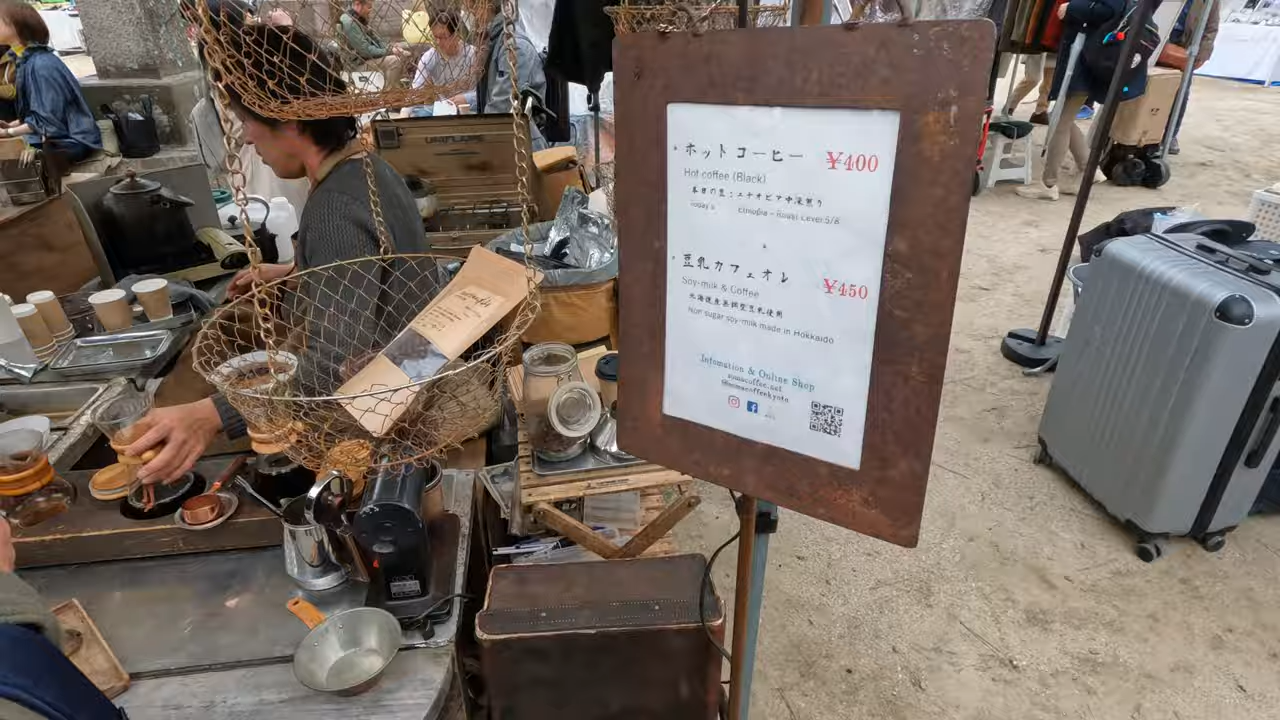 ホットコーヒー ¥400
Hot coffee (Black)
本日の豆：エチオピア中深煎り
Today's Ethiopia - Roast Level 5/8
豆乳カフェオレ ¥450
Soy-milk & Coffee
北海道産無調整豆乳使用
Non sugar soy-milk made in Hokkaido
Infomation & Online Shop